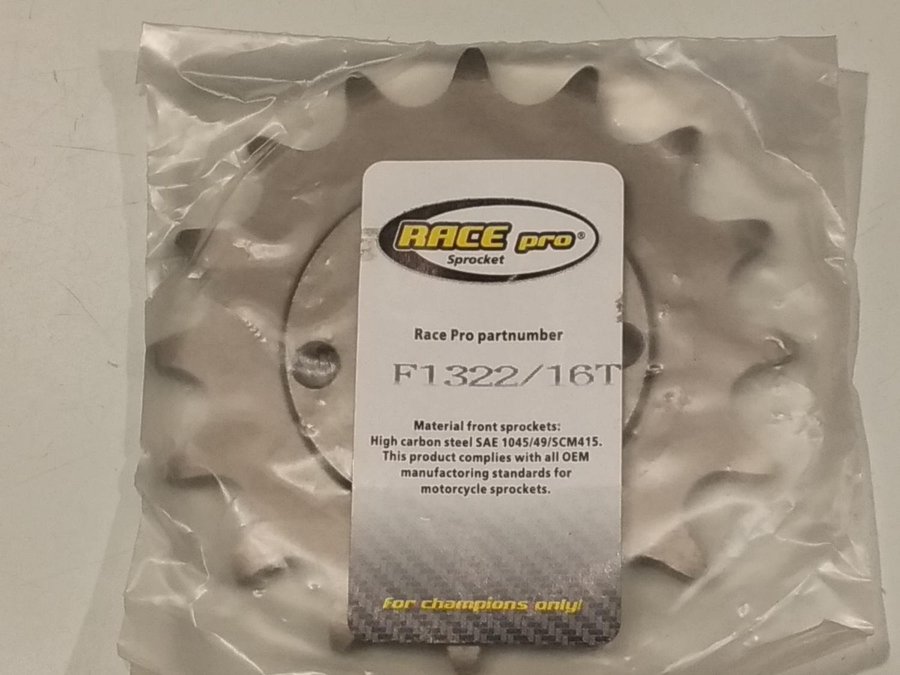 RACE pro®
Sprocket
Race Pro partnumber
F1322/16T
Material front sprockets:
High carbon steel SAE 1045/49/SCM415.
This product complies with all OEM
manufactoring standards for
motorcycle sprockets.
for champions only!